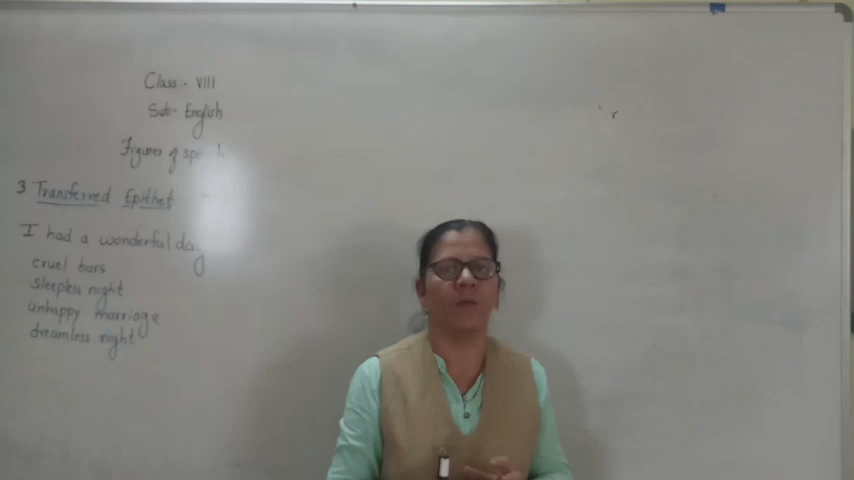 Class - VIII
Sub:- English
Figures of speech
3 Transferred Epithet
I had a wonderful day
cruel bars
sleepless night
unhappy marriage
dreamless night